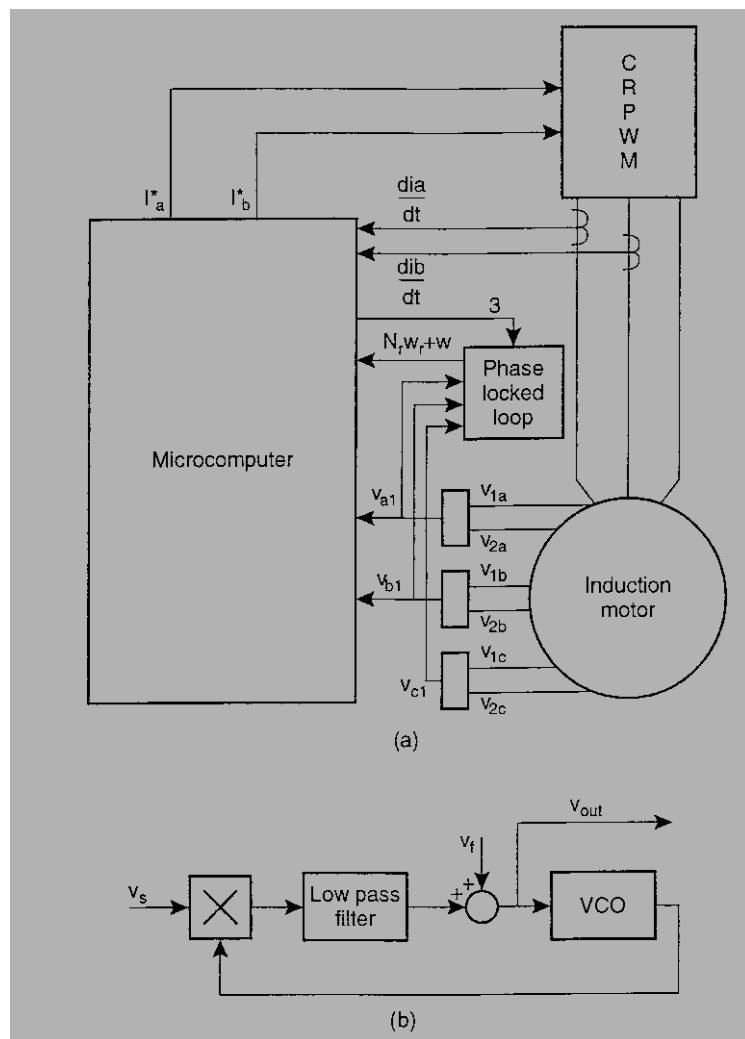 C
R
P
W
M
I*a
I*b
dia
dt
dib
dt
3
Nrwr+w
Phase
locked
loop
Microcomputer
va1
v1a
v2a
vb1
v1b
v2b
Induction
motor
vc1
v1c
v2c
(a)
vs
Low pass
filter
vf
+
+
vout
VCO
(b)